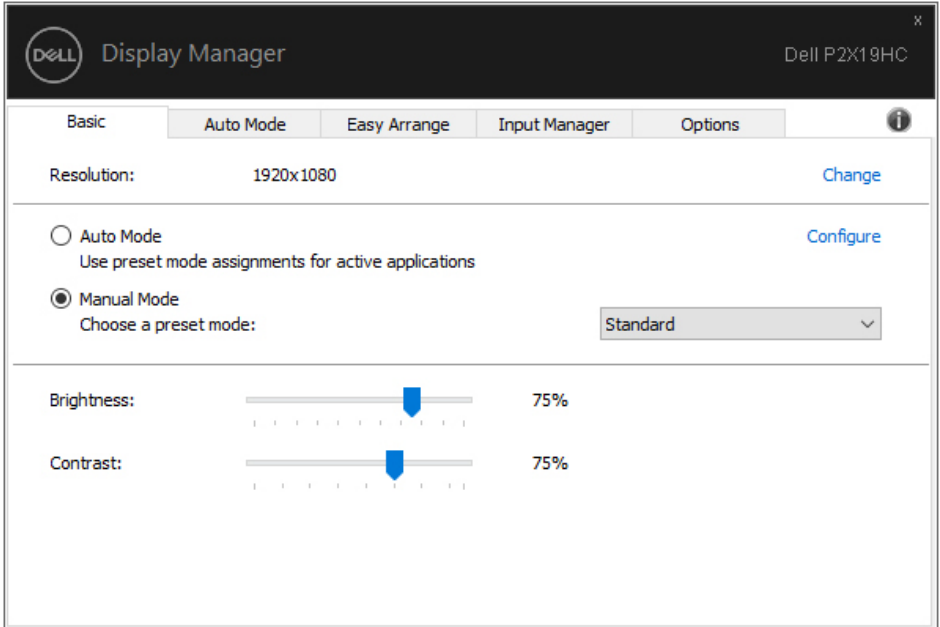 x
DELL Display Manager Dell P2X19HC
Basic Auto Mode Easy Arrange Input Manager Options
Resolution: 1920x1080 Change
Auto Mode Configure
Use preset mode assignments for active applications
Manual Mode
Choose a preset mode: Standard
Brightness: 75%
Contrast: 75%